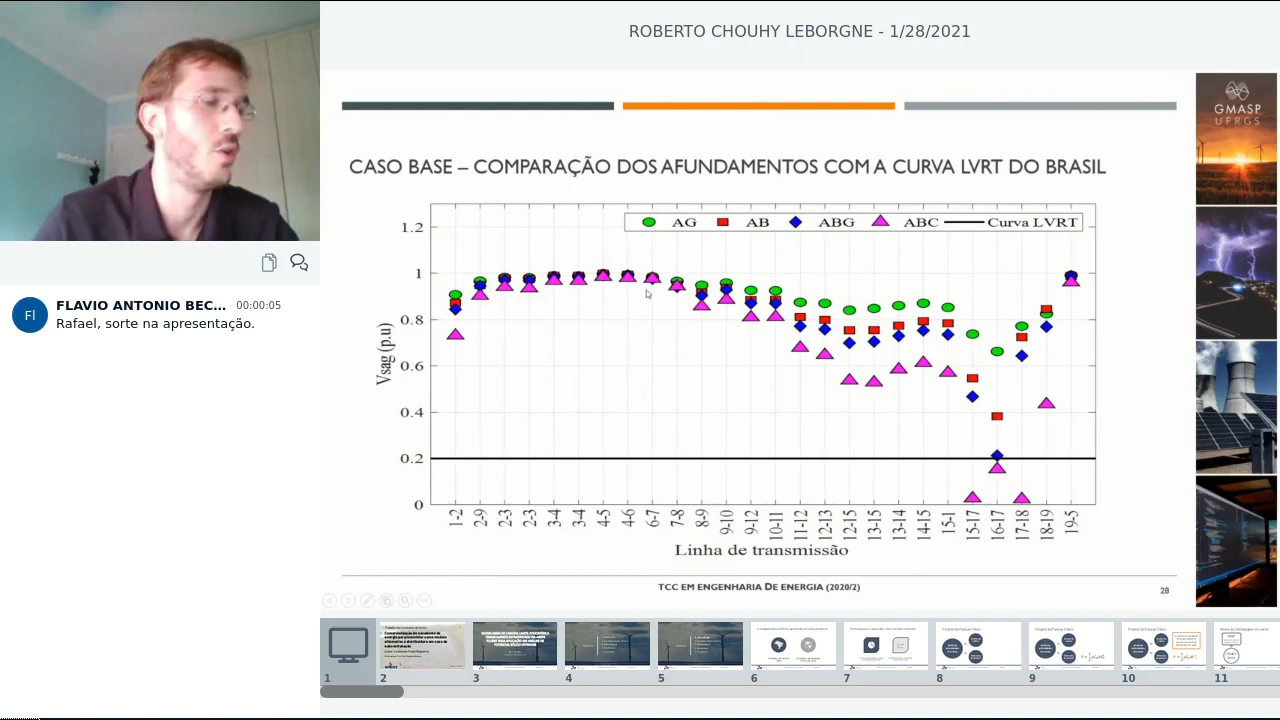 ROBERTO CHOUHY LEBORGNE - 1/28/2021
GMASP
UFRGS
CASO BASE – COMPARAÇÃO DOS AFUNDAMENTOS COM A CURVA LVRT DO BRASIL
AG AB ABG ABC Curva LVRT
1.2
1
0.8
0.6
0.4
0.2
0
Vsag (p.u)
1-2 2-9 2-3 2-3 3-4 3-4 4-5 4-6 6-7 7-8 8-9 9-10 9-12 10-11 11-12 12-13 12-15 13-15 13-14 14-15 15-1 15-17 16-17 17-18 18-19 19-5
Linha de transmissão
TCC EM ENGENHARIA DE ENERGIA (2020/2)
28
Fl
FLAVIO ANTONIO BEC... 00:00:05
Rafael, sorte na apresentação.
1 2 3 4 5 6 7 8 9 10 11